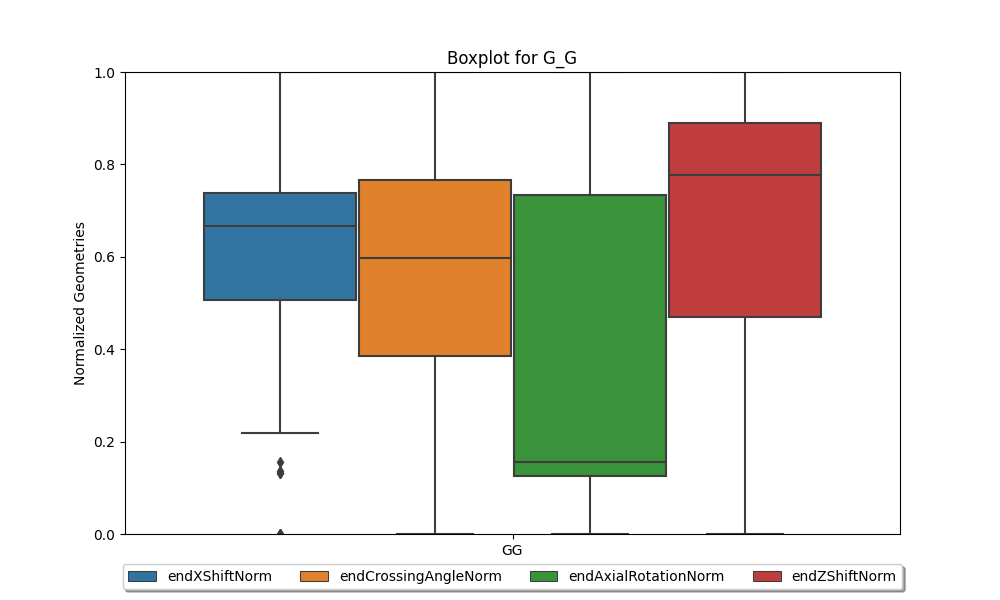 Boxplot for G_G
1.0
0.8
0.6
0.4
0.2
0.0
Normalized Geometries
GG
endXShiftNorm endCrossingAngleNorm endAxialRotationNorm endZShiftNorm